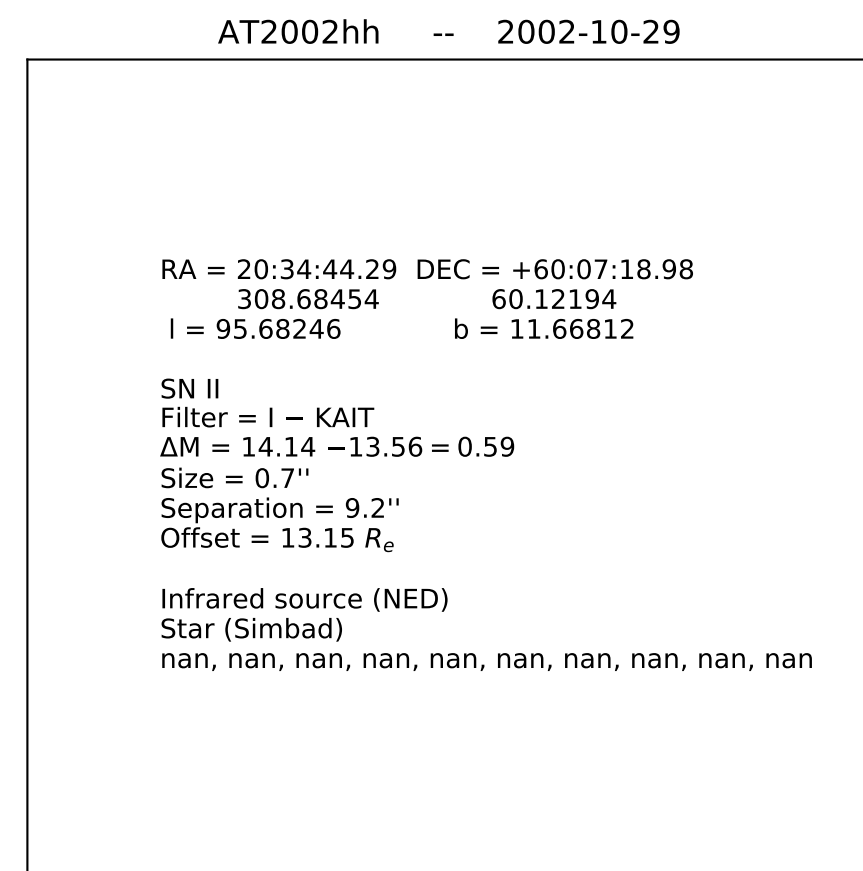 AT2002hh -- 2002-10-29
RA = 20:34:44.29 DEC = +60:07:18.98
308.68454 60.12194
l = 95.68246 b = 11.66812
SN II
Filter = I − KAIT
ΔM = 14.14 −13.56 = 0.59
Size = 0.7''
Separation = 9.2''
Offset = 13.15 Rₑ
Infrared source (NED)
Star (Simbad)
nan, nan, nan, nan, nan, nan, nan, nan, nan, nan